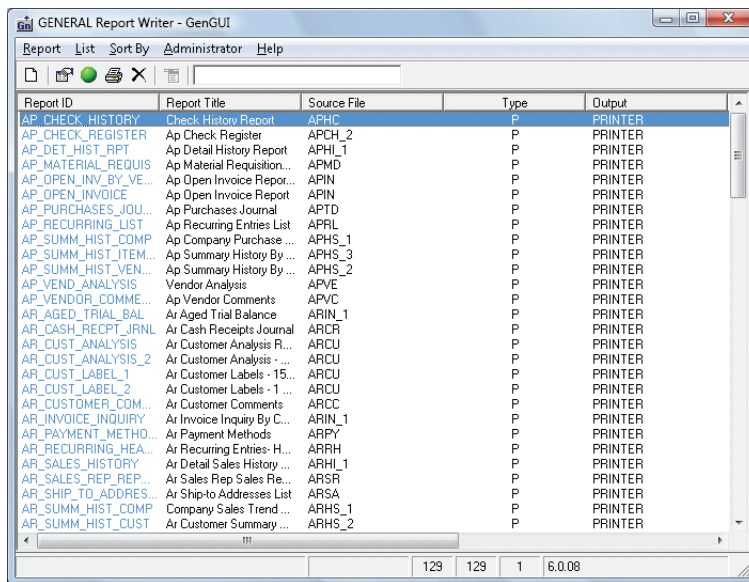 Gn GENERAL Report Writer - GenGUI
Report List Sort By Administrator Help
Report ID Report Title Source File Type Output
AP_CHECK_HISTORY Check History Report APHC P PRINTER
AP_CHECK_REGISTER Ap Check Register APCH_2 P PRINTER
AP_DET_HIST_RPT Ap Detail History Report APHI_1 P PRINTER
AP_MATERIAL_REQUIS Ap Material Requisition... APMD P PRINTER
AP_OPEN_INV_BY_VE... Ap Open Invoice Repor... APIN P PRINTER
AP_OPEN_INVOICE Ap Open Invoice Report APIN P PRINTER
AP_PURCHASES_JOU... Ap Purchases Journal APTD P PRINTER
AP_RECURRING_LIST Ap Recurring Entries List APRL P PRINTER
AP_SUMM_HIST_COMP Ap Company Purchase ... APHS_1 P PRINTER
AP_SUMM_HIST_ITEM... Ap Summary History By ... APHS_3 P PRINTER
AP_SUMM_HIST_VEN... Ap Summary History By ... APHS_2 P PRINTER
AP_VEND_ANALYSIS Vendor Analysis APVE P PRINTER
AP_VENDOR_COMME... Ap Vendor Comments APVC P PRINTER
AR_AGED_TRIAL_BAL Ar Aged Trial Balance ARIN_1 P PRINTER
AR_CASH_RECPT_JRNL Ar Cash Receipts Journal ARCR P PRINTER
AR_CUST_ANALYSIS Ar Customer Analysis R... ARCU P PRINTER
AR_CUST_ANALYSIS_2 Ar Customer Analysis - ... ARCU P PRINTER
AR_CUST_LABEL_1 Ar Customer Labels - 15... ARCU P PRINTER
AR_CUST_LABEL_2 Ar Customer Labels - 1 ... ARCU P PRINTER
AR_CUSTOMER_COM... Ar Customer Comments ARCC P PRINTER
AR_INVOICE_INQUIRY Ar Invoice Inquiry By C... ARIN_1 P PRINTER
AR_PAYMENT_METHO... Ar Payment Methods ARPY P PRINTER
AR_RECURRING_HEA... Ar Recurring Entries- H... ARRH P PRINTER
AR_SALES_HISTORY Ar Detail Sales History ... ARHI_1 P PRINTER
AR_SALES_REP_REP... Ar Sales Rep Sales Re... ARSR P PRINTER
AR_SHIP_TO_ADDRES... Ar Ship-to Addresses List ARSA P PRINTER
AR_SUMM_HIST_COMP Company Sales Trend ... ARHS_1 P PRINTER
AR_SUMM_HIST_CUST Ar Customer Summary ... ARHS_2 P PRINTER
129 129 1 6.0.08